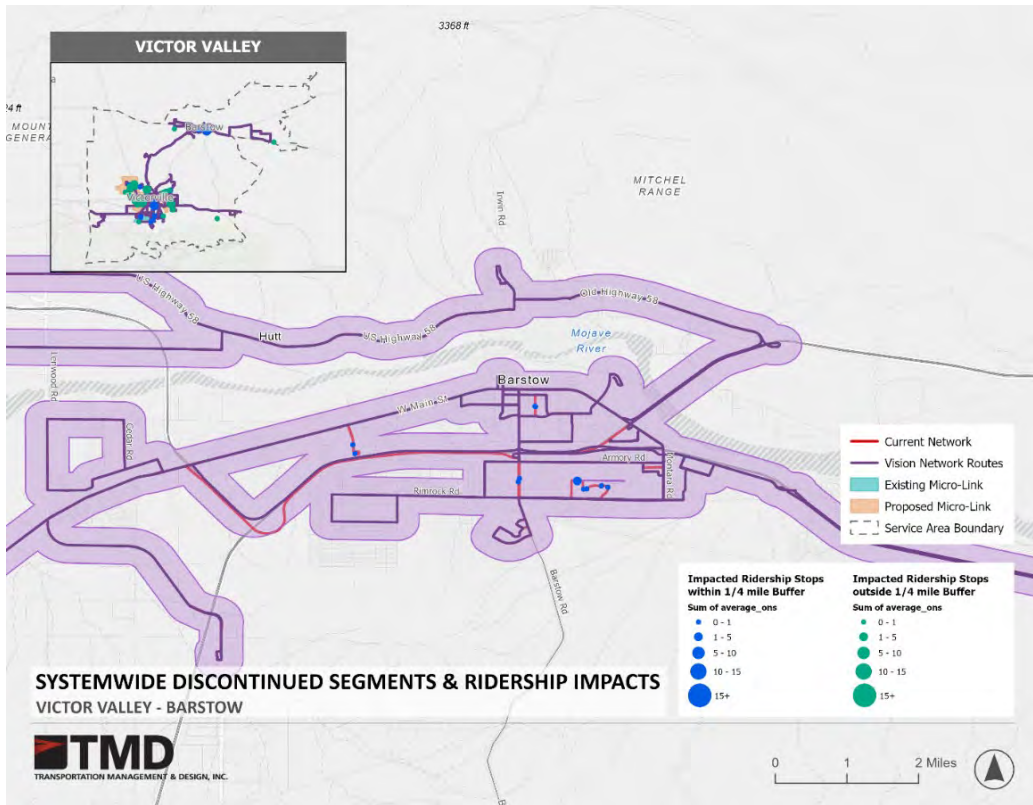 3368 ft
VICTOR VALLEY
Barstow
Victorville
24 ft
MOUNT
GENERA
MITCHEL
RANGE
Irwin Rd
US Highway 58
Old Highway 58
Hutt
US Highway 58
Mojave
River
Lenwood Rd
Barstow
W Main St
Cedar Rd
Armory Rd
Montara Rd
Rimrock Rd
Barstow Rd
Current Network
Vision Network Routes
Existing Micro-Link
Proposed Micro-Link
Service Area Boundary
Impacted Ridership Stops
within 1/4 mile Buffer
Sum of average_ons
0 - 1
1 - 5
5 - 10
10 - 15
15+
Impacted Ridership Stops
outside 1/4 mile Buffer
Sum of average_ons
0 - 1
1 - 5
5 - 10
10 - 15
15+
SYSTEMWIDE DISCONTINUED SEGMENTS & RIDERSHIP IMPACTS
VICTOR VALLEY - BARSTOW
TMD
TRANSPORTATION MANAGEMENT & DESIGN, INC.
0 1 2 Miles